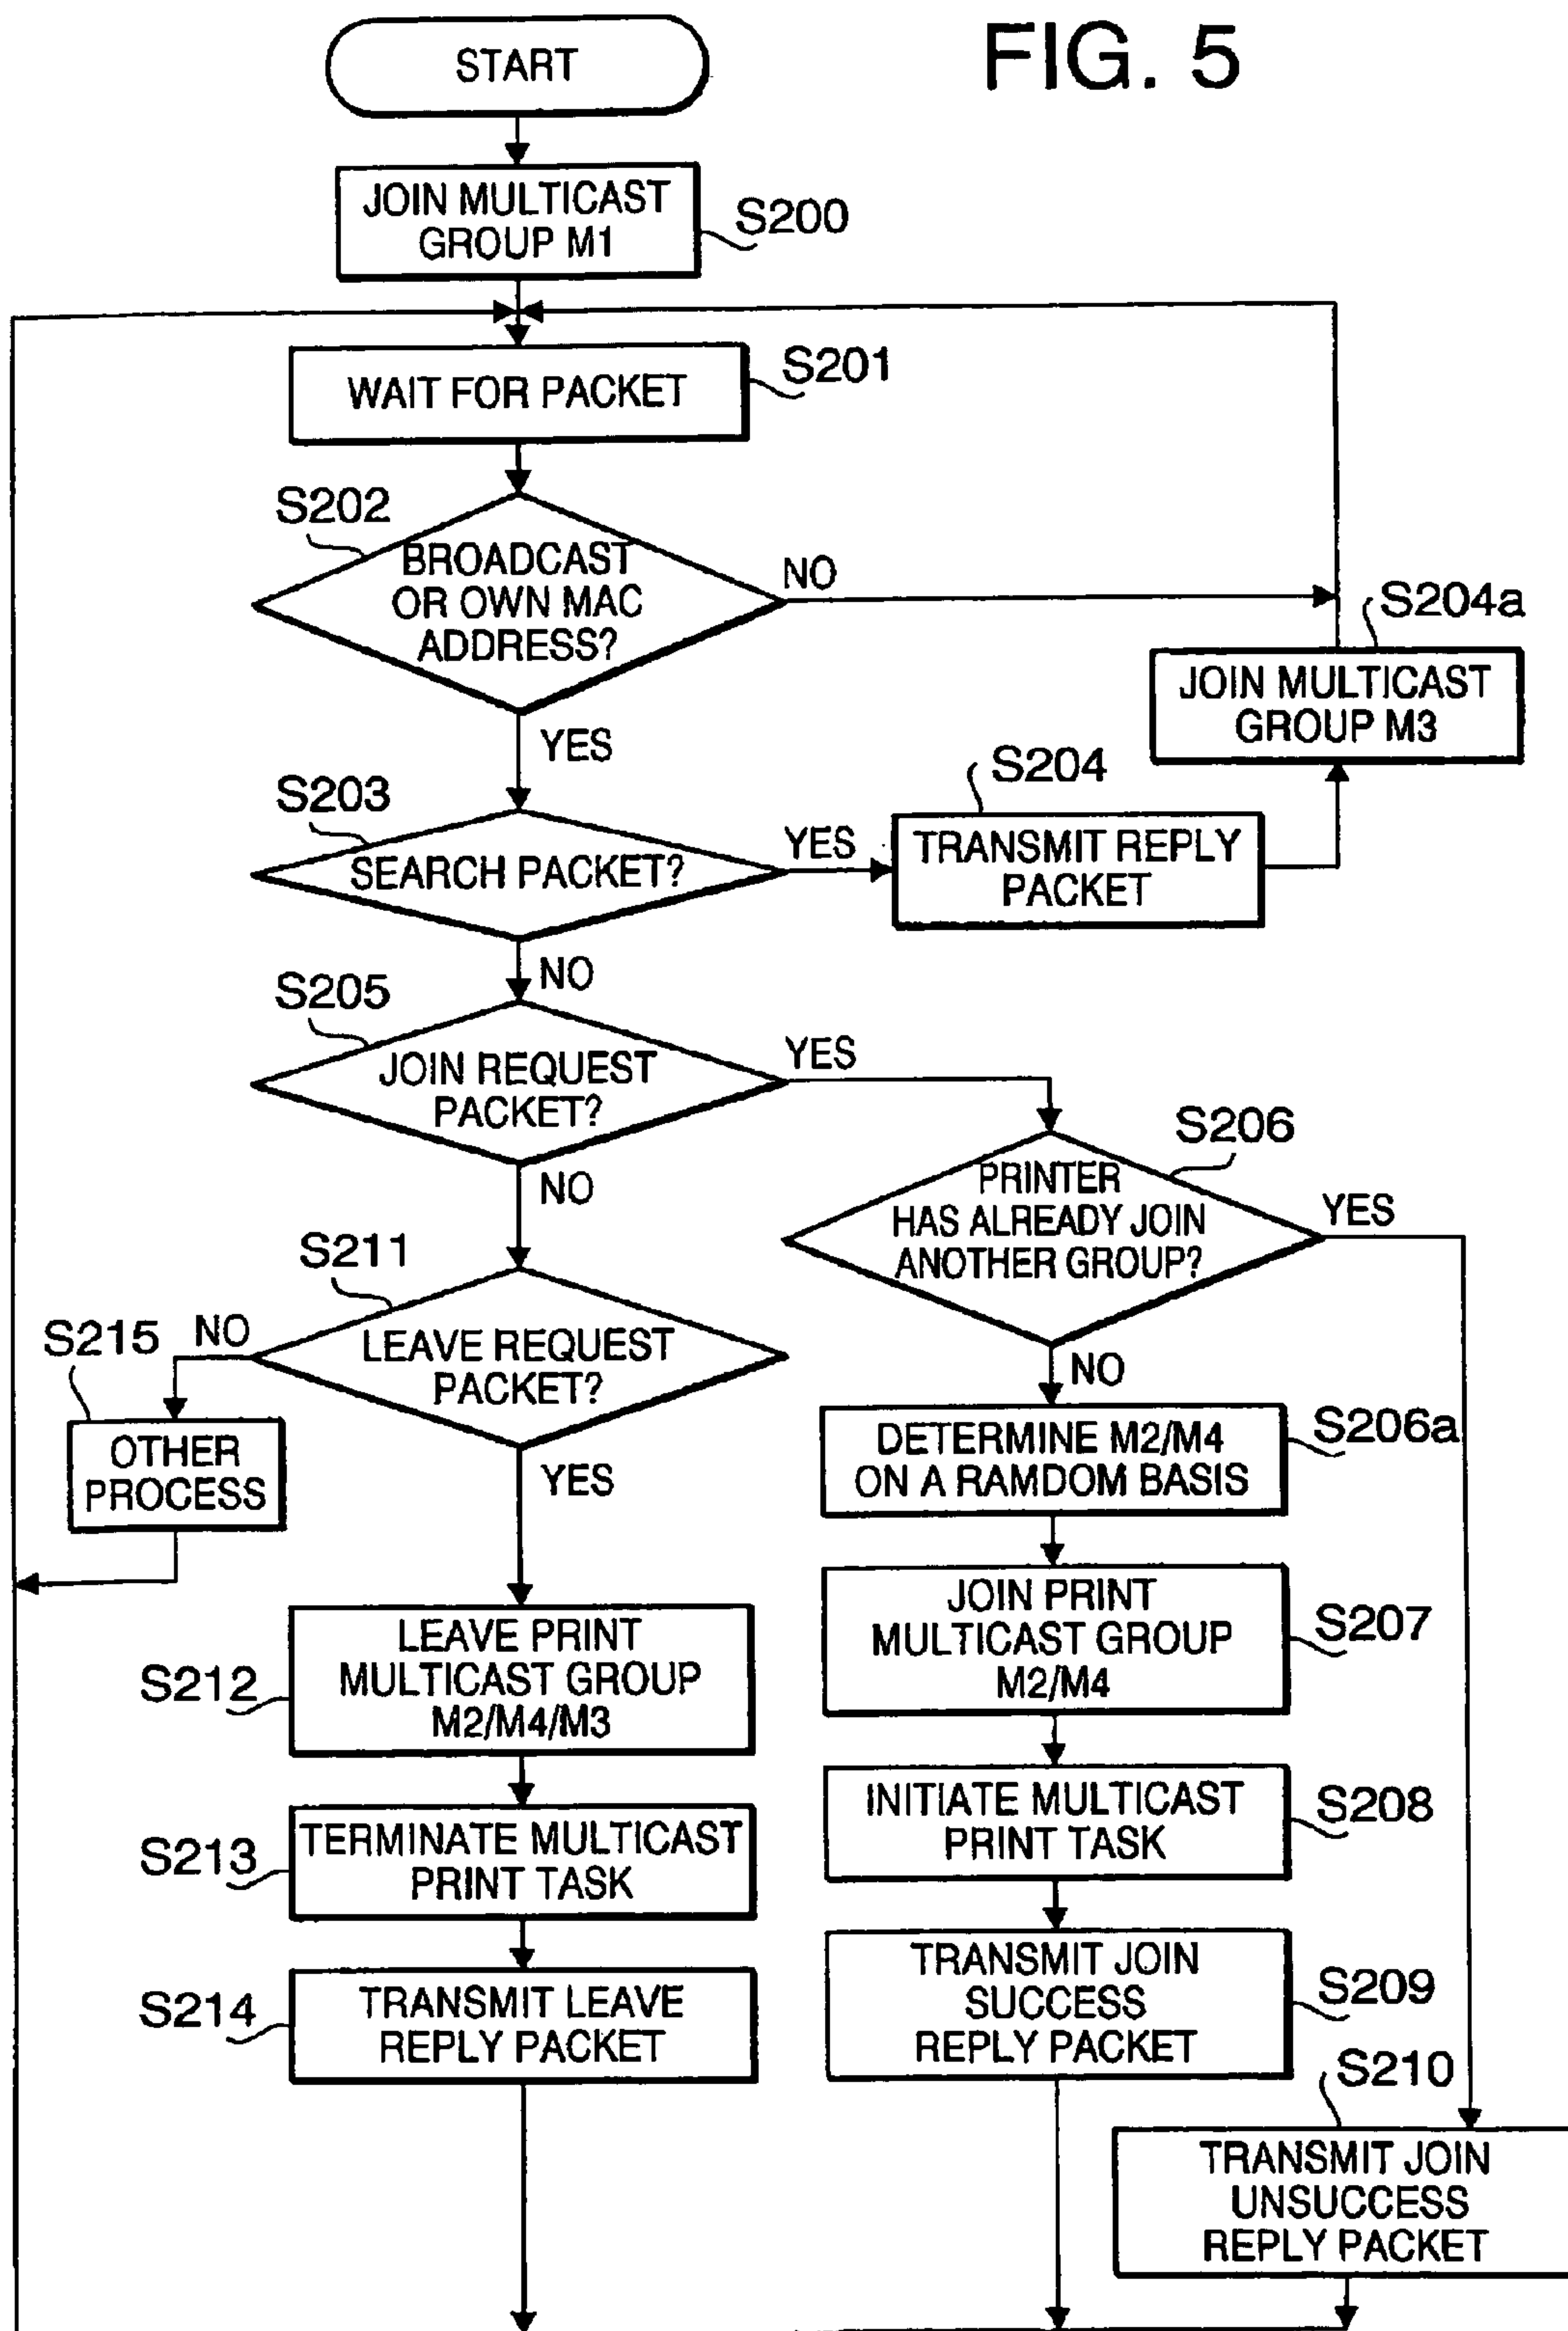 FIG. 5
START
JOIN MULTICAST
GROUP M1
S200
WAIT FOR PACKET
S201
S202
BROADCAST
OR OWN MAC
ADDRESS?
NO
YES
S204a
JOIN MULTICAST
GROUP M3
S203
SEARCH PACKET?
YES
S204
TRANSMIT REPLY
PACKET
NO
S205
JOIN REQUEST
PACKET?
YES
NO
S206
PRINTER
HAS ALREADY JOIN
ANOTHER GROUP?
YES
NO
S211
LEAVE REQUEST
PACKET?
NO
S215
OTHER
PROCESS
YES
DETERMINE M2/M4
ON A RAMDOM BASIS
S206a
JOIN PRINT
MULTICAST GROUP
M2/M4
S207
LEAVE PRINT
MULTICAST GROUP
M2/M4/M3
S212
INITIATE MULTICAST
PRINT TASK
S208
TERMINATE MULTICAST
PRINT TASK
S213
TRANSMIT JOIN
SUCCESS
REPLY PACKET
S209
TRANSMIT LEAVE
REPLY PACKET
S214
S210
TRANSMIT JOIN
UNSUCCESS
REPLY PACKET